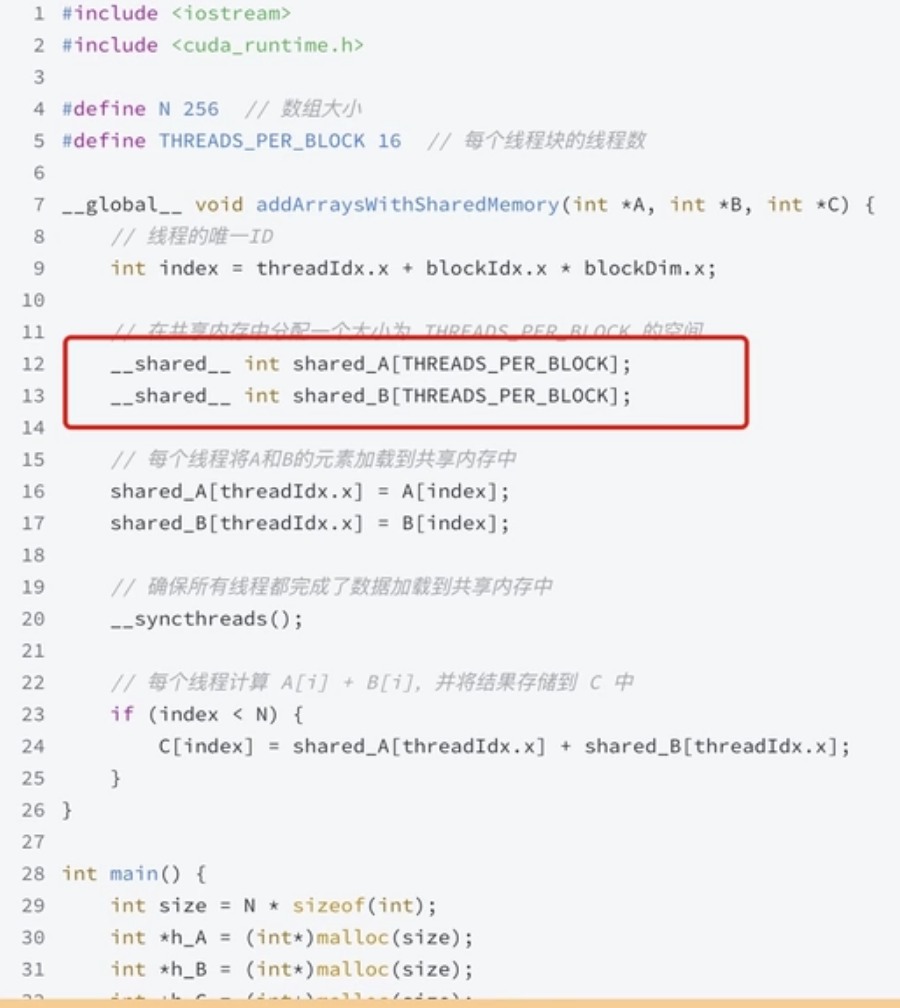 1 #include <iostream>
2 #include <cuda_runtime.h>
3
4 #define N 256  // 数组大小
5 #define THREADS_PER_BLOCK 16  // 每个线程块的线程数
6
7 __global__ void addArraysWithSharedMemory(int *A, int *B, int *C) {
8     // 线程的唯一ID
9     int index = threadIdx.x + blockIdx.x * blockDim.x;
10
11     // 在共享内存中分配一个大小为 THREADS_PER_BLOCK 的空间
12     __shared__ int shared_A[THREADS_PER_BLOCK];
13     __shared__ int shared_B[THREADS_PER_BLOCK];
14
15     // 每个线程将A和B的元素加载到共享内存中
16     shared_A[threadIdx.x] = A[index];
17     shared_B[threadIdx.x] = B[index];
18
19     // 确保所有线程都完成了数据加载到共享内存中
20     __syncthreads();
21
22     // 每个线程计算 A[i] + B[i]，并将结果存储到 C 中
23     if (index < N) {
24         C[index] = shared_A[threadIdx.x] + shared_B[threadIdx.x];
25     }
26 }
27
28 int main() {
29     int size = N * sizeof(int);
30     int *h_A = (int*)malloc(size);
31     int *h_B = (int*)malloc(size);